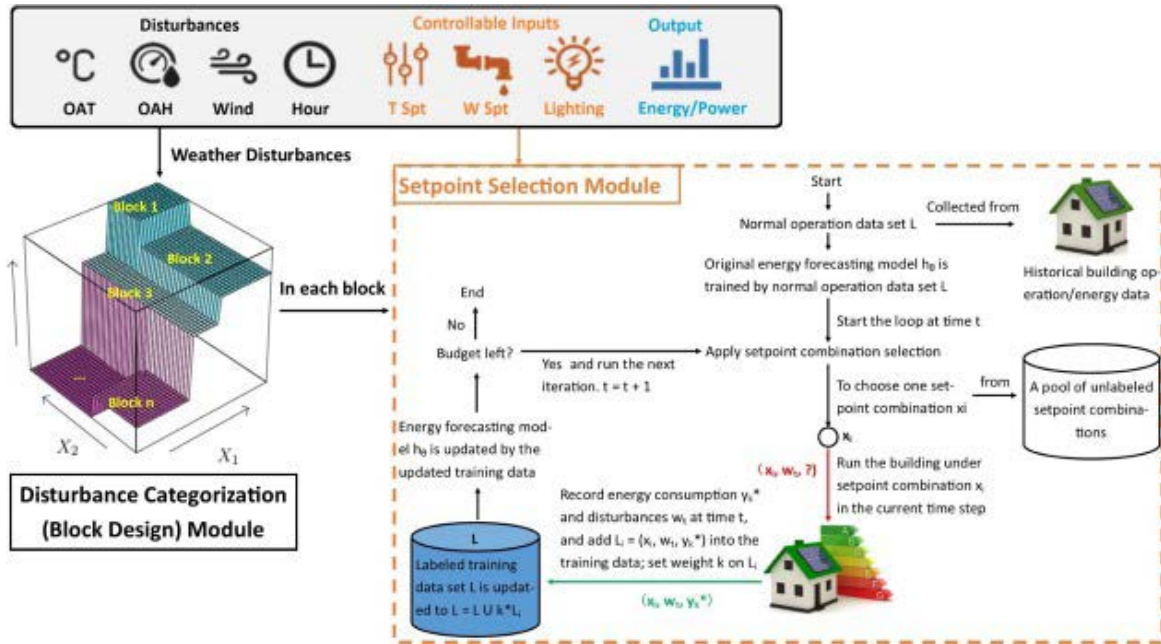 Disturbances
Controllable Inputs
Output
°C
OAT
OAH
Wind
Hour
T Spt
W Spt
Lighting
Energy/Power
Weather Disturbances
Block 1
Block 2
Block 3
...
Block n
X₂
X₁
Disturbance Categorization
(Block Design) Module
In each block
Setpoint Selection Module
Start
Normal operation data set L
Collected from
Historical building op-
eration/energy data
Original energy forecasting model hθ is
trained by normal operation data set L
Start the loop at time t
Apply setpoint combination selection
To choose one set-
point combination xi
from
A pool of unlabeled
setpoint combina-
tions
xᵢ
(xᵢ, wₜ, ?)
Run the building under
setpoint combination xᵢ
in the current time step
Record energy consumption yₖ*
and disturbances wₜ at time t,
and add Lᵢ = (xᵢ, wₜ, yₖ*) into the
training data; set weight k on Lᵢ
(xᵢ, wₜ, yₖ*)
L
Labeled training
data set L is updat-
ed to L = L U k*Lᵢ
Energy forecasting mod-
el hθ is updated by the
updated training data
Budget left?
Yes and run the next
iteration. t = t + 1
No
End